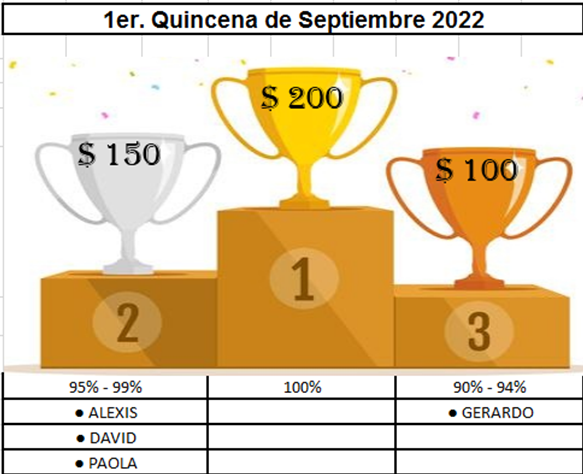 1er. Quincena de Septiembre 2022
$ 200
$ 150
$ 100
1
2
3
95% - 99% 100% 90% - 94%
● ALEXIS ● GERARDO
● DAVID
● PAOLA